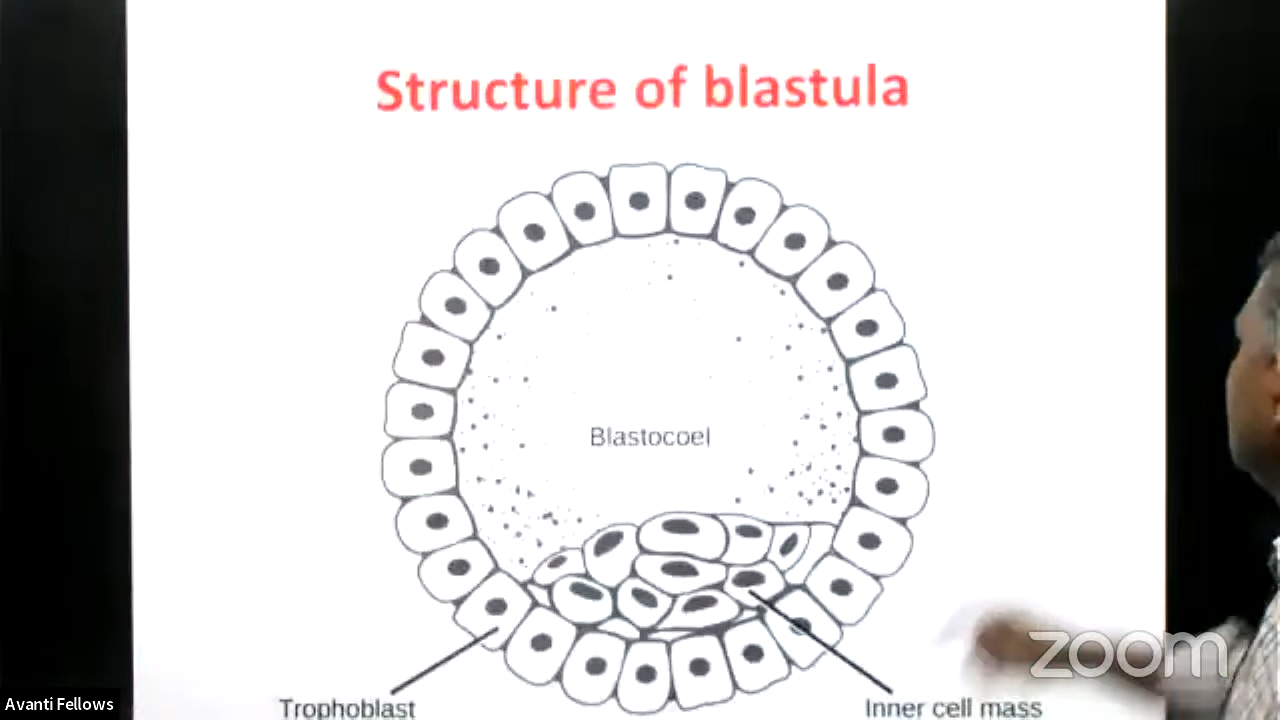 Structure of blastula
Blastocoel
Trophoblast
Inner cell mass
Avanti Fellows
zoom